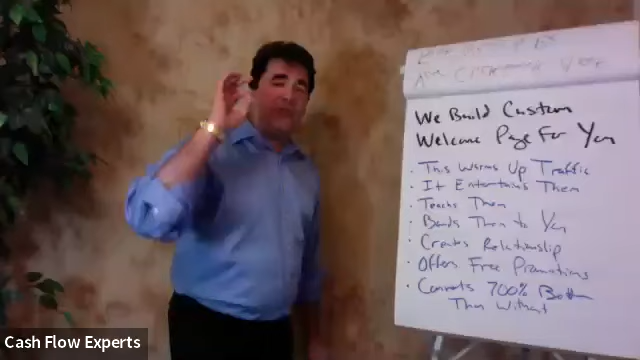 We Build Custom
Welcome Page For You
· This Warms Up Traffic
· It Entertains Them
· Teachs Them
· Bonds Them to You
· Creates Relationship
· Offers Free Promotions
· Converts 700% Better
Than Without
Cash Flow Experts